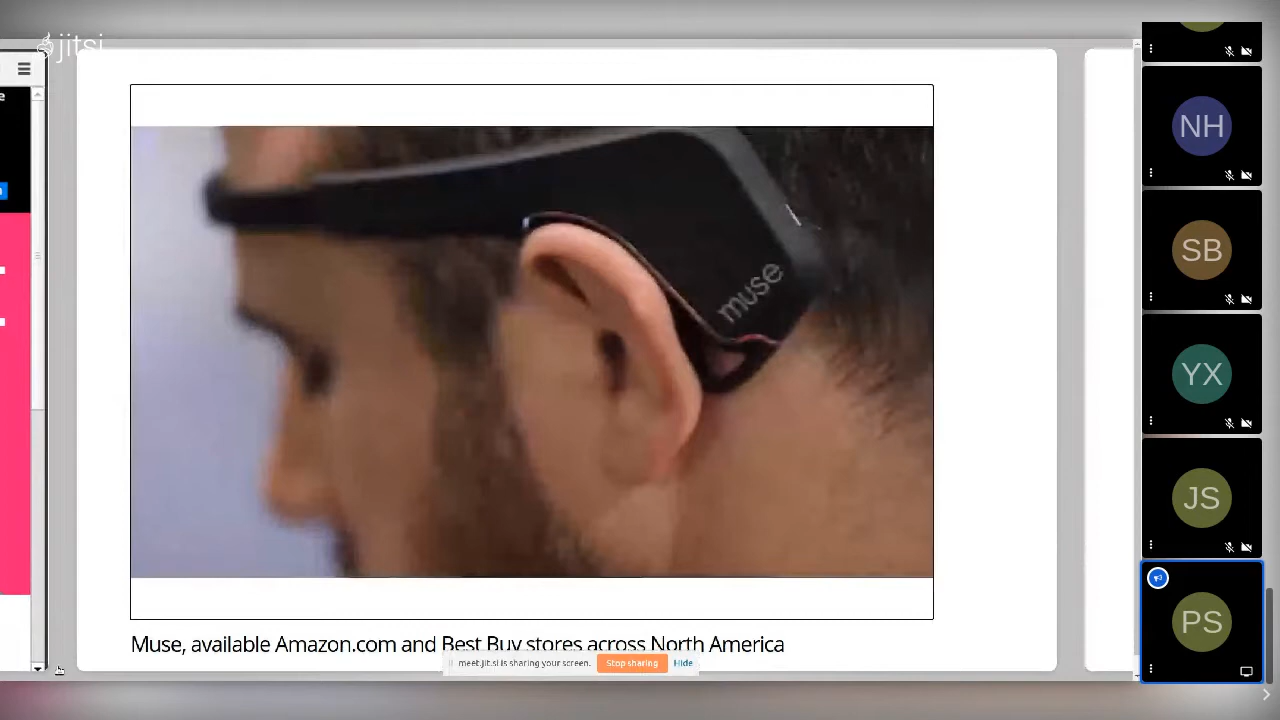 jitsi
e
muse
Muse, available Amazon.com and Best Buy stores across North America
meet.jit.si is sharing your screen. Stop sharing Hide
NH
SB
YX
JS
PS